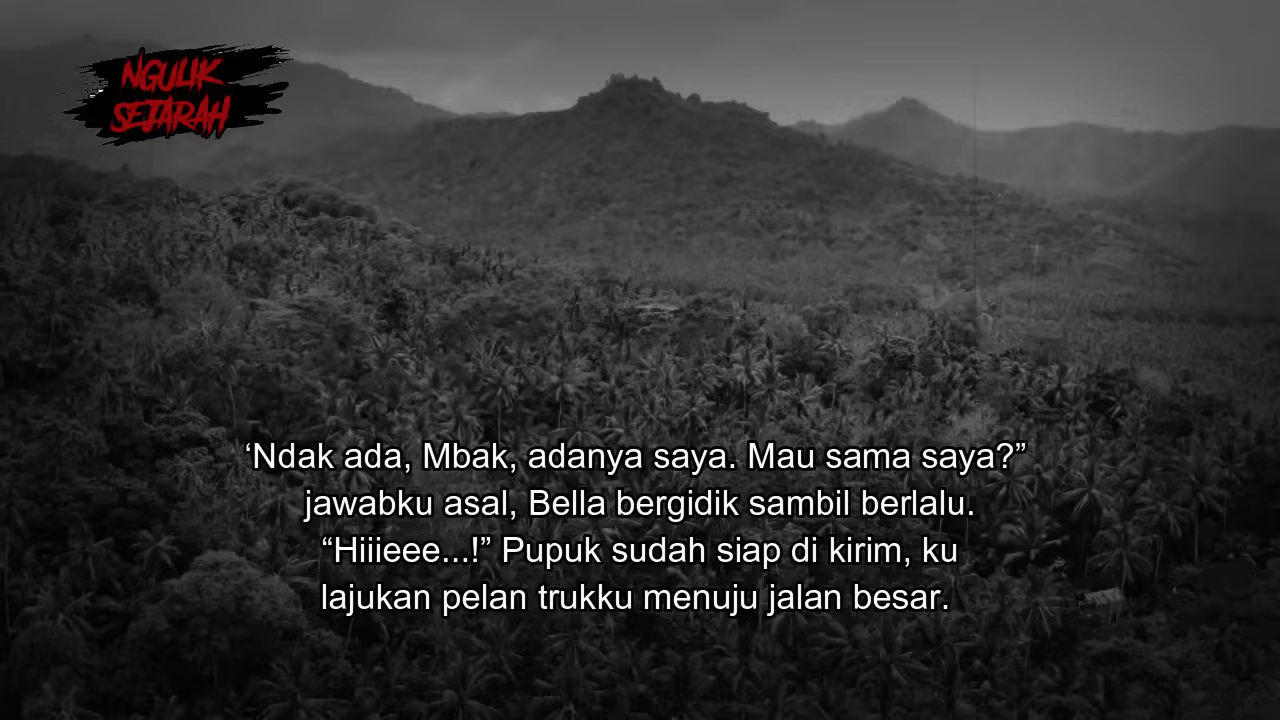 NGULIK
SEJARAH
‘Ndak ada, Mbak, adanya saya. Mau sama saya?”
jawabku asal, Bella bergidik sambil berlalu.
“Hiiieee...!” Pupuk sudah siap di kirim, ku
lajukan pelan trukku menuju jalan besar.